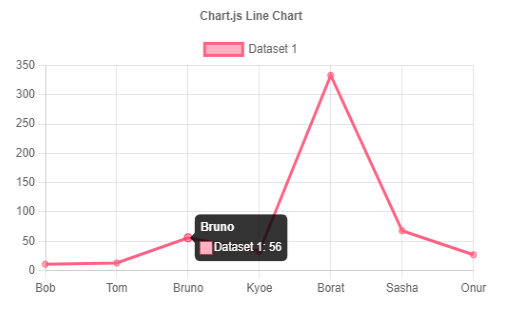 Chart.js Line Chart
Dataset 1
350
300
250
200
150
100
50
0
Bruno
Dataset 1: 56
Bob Tom Bruno Kyoe Borat Sasha Onur